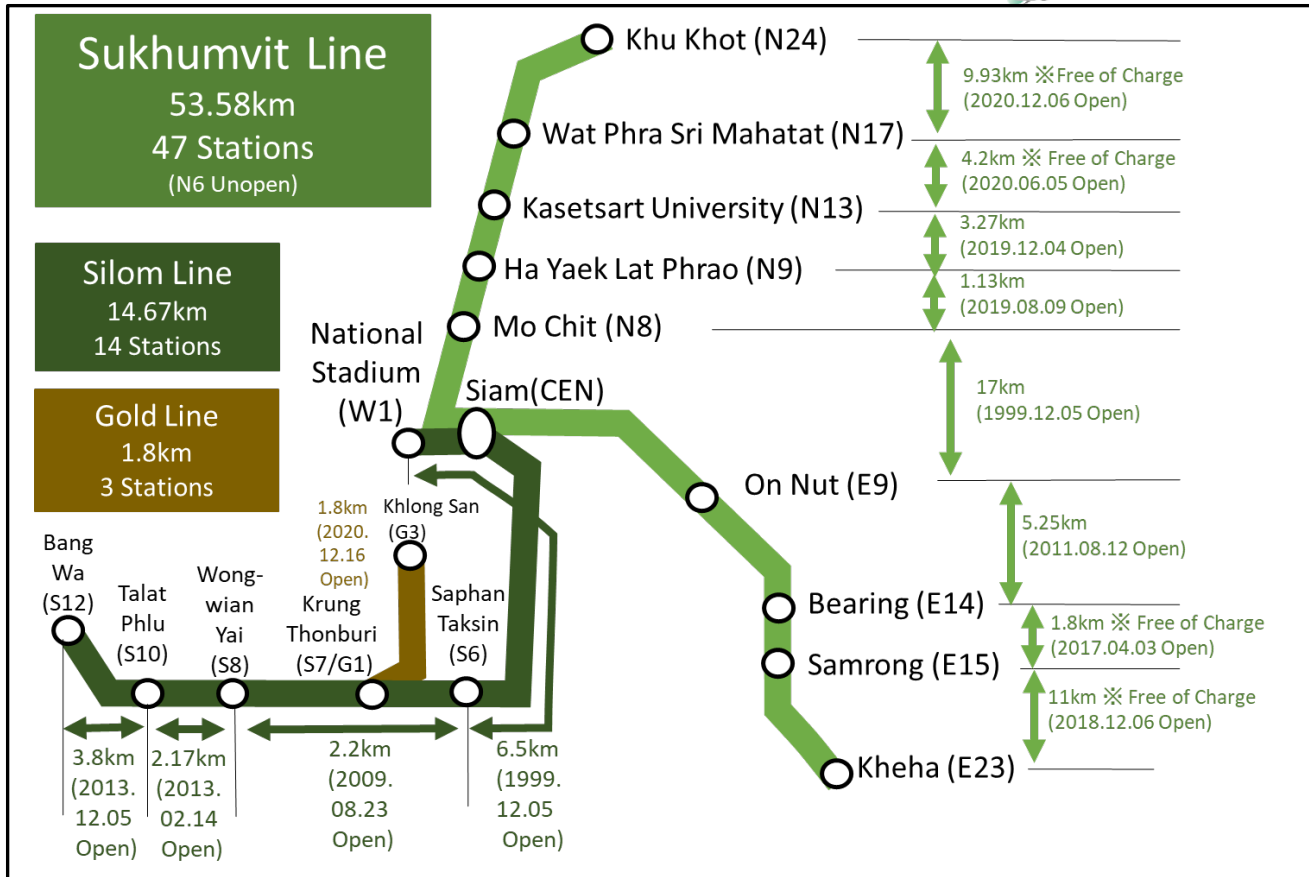 Sukhumvit Line
53.58km
47 Stations
(N6 Unopen)
Silom Line
14.67km
14 Stations
Gold Line
1.8km
3 Stations
Khu Khot (N24)
Wat Phra Sri Mahatat (N17)
Kasetsart University (N13)
Ha Yaek Lat Phrao (N9)
Mo Chit (N8)
National
Stadium
(W1)
Siam(CEN)
On Nut (E9)
Bearing (E14)
Samrong (E15)
Kheha (E23)
9.93km ※Free of Charge
(2020.12.06 Open)
4.2km ※ Free of Charge
(2020.06.05 Open)
3.27km
(2019.12.04 Open)
1.13km
(2019.08.09 Open)
17km
(1999.12.05 Open)
5.25km
(2011.08.12 Open)
1.8km ※ Free of Charge
(2017.04.03 Open)
11km ※ Free of Charge
(2018.12.06 Open)
1.8km
(2020.
12.16
Open)
Khlong San
(G3)
Bang
Wa
(S12)
Talat
Phlu
(S10)
Wong-
wian
Yai
(S8)
Krung
Thonburi
(S7/G1)
Saphan
Taksin
(S6)
3.8km
(2013.
12.05
Open)
2.17km
(2013.
02.14
Open)
2.2km
(2009.
08.23
Open)
6.5km
(1999.
12.05
Open)